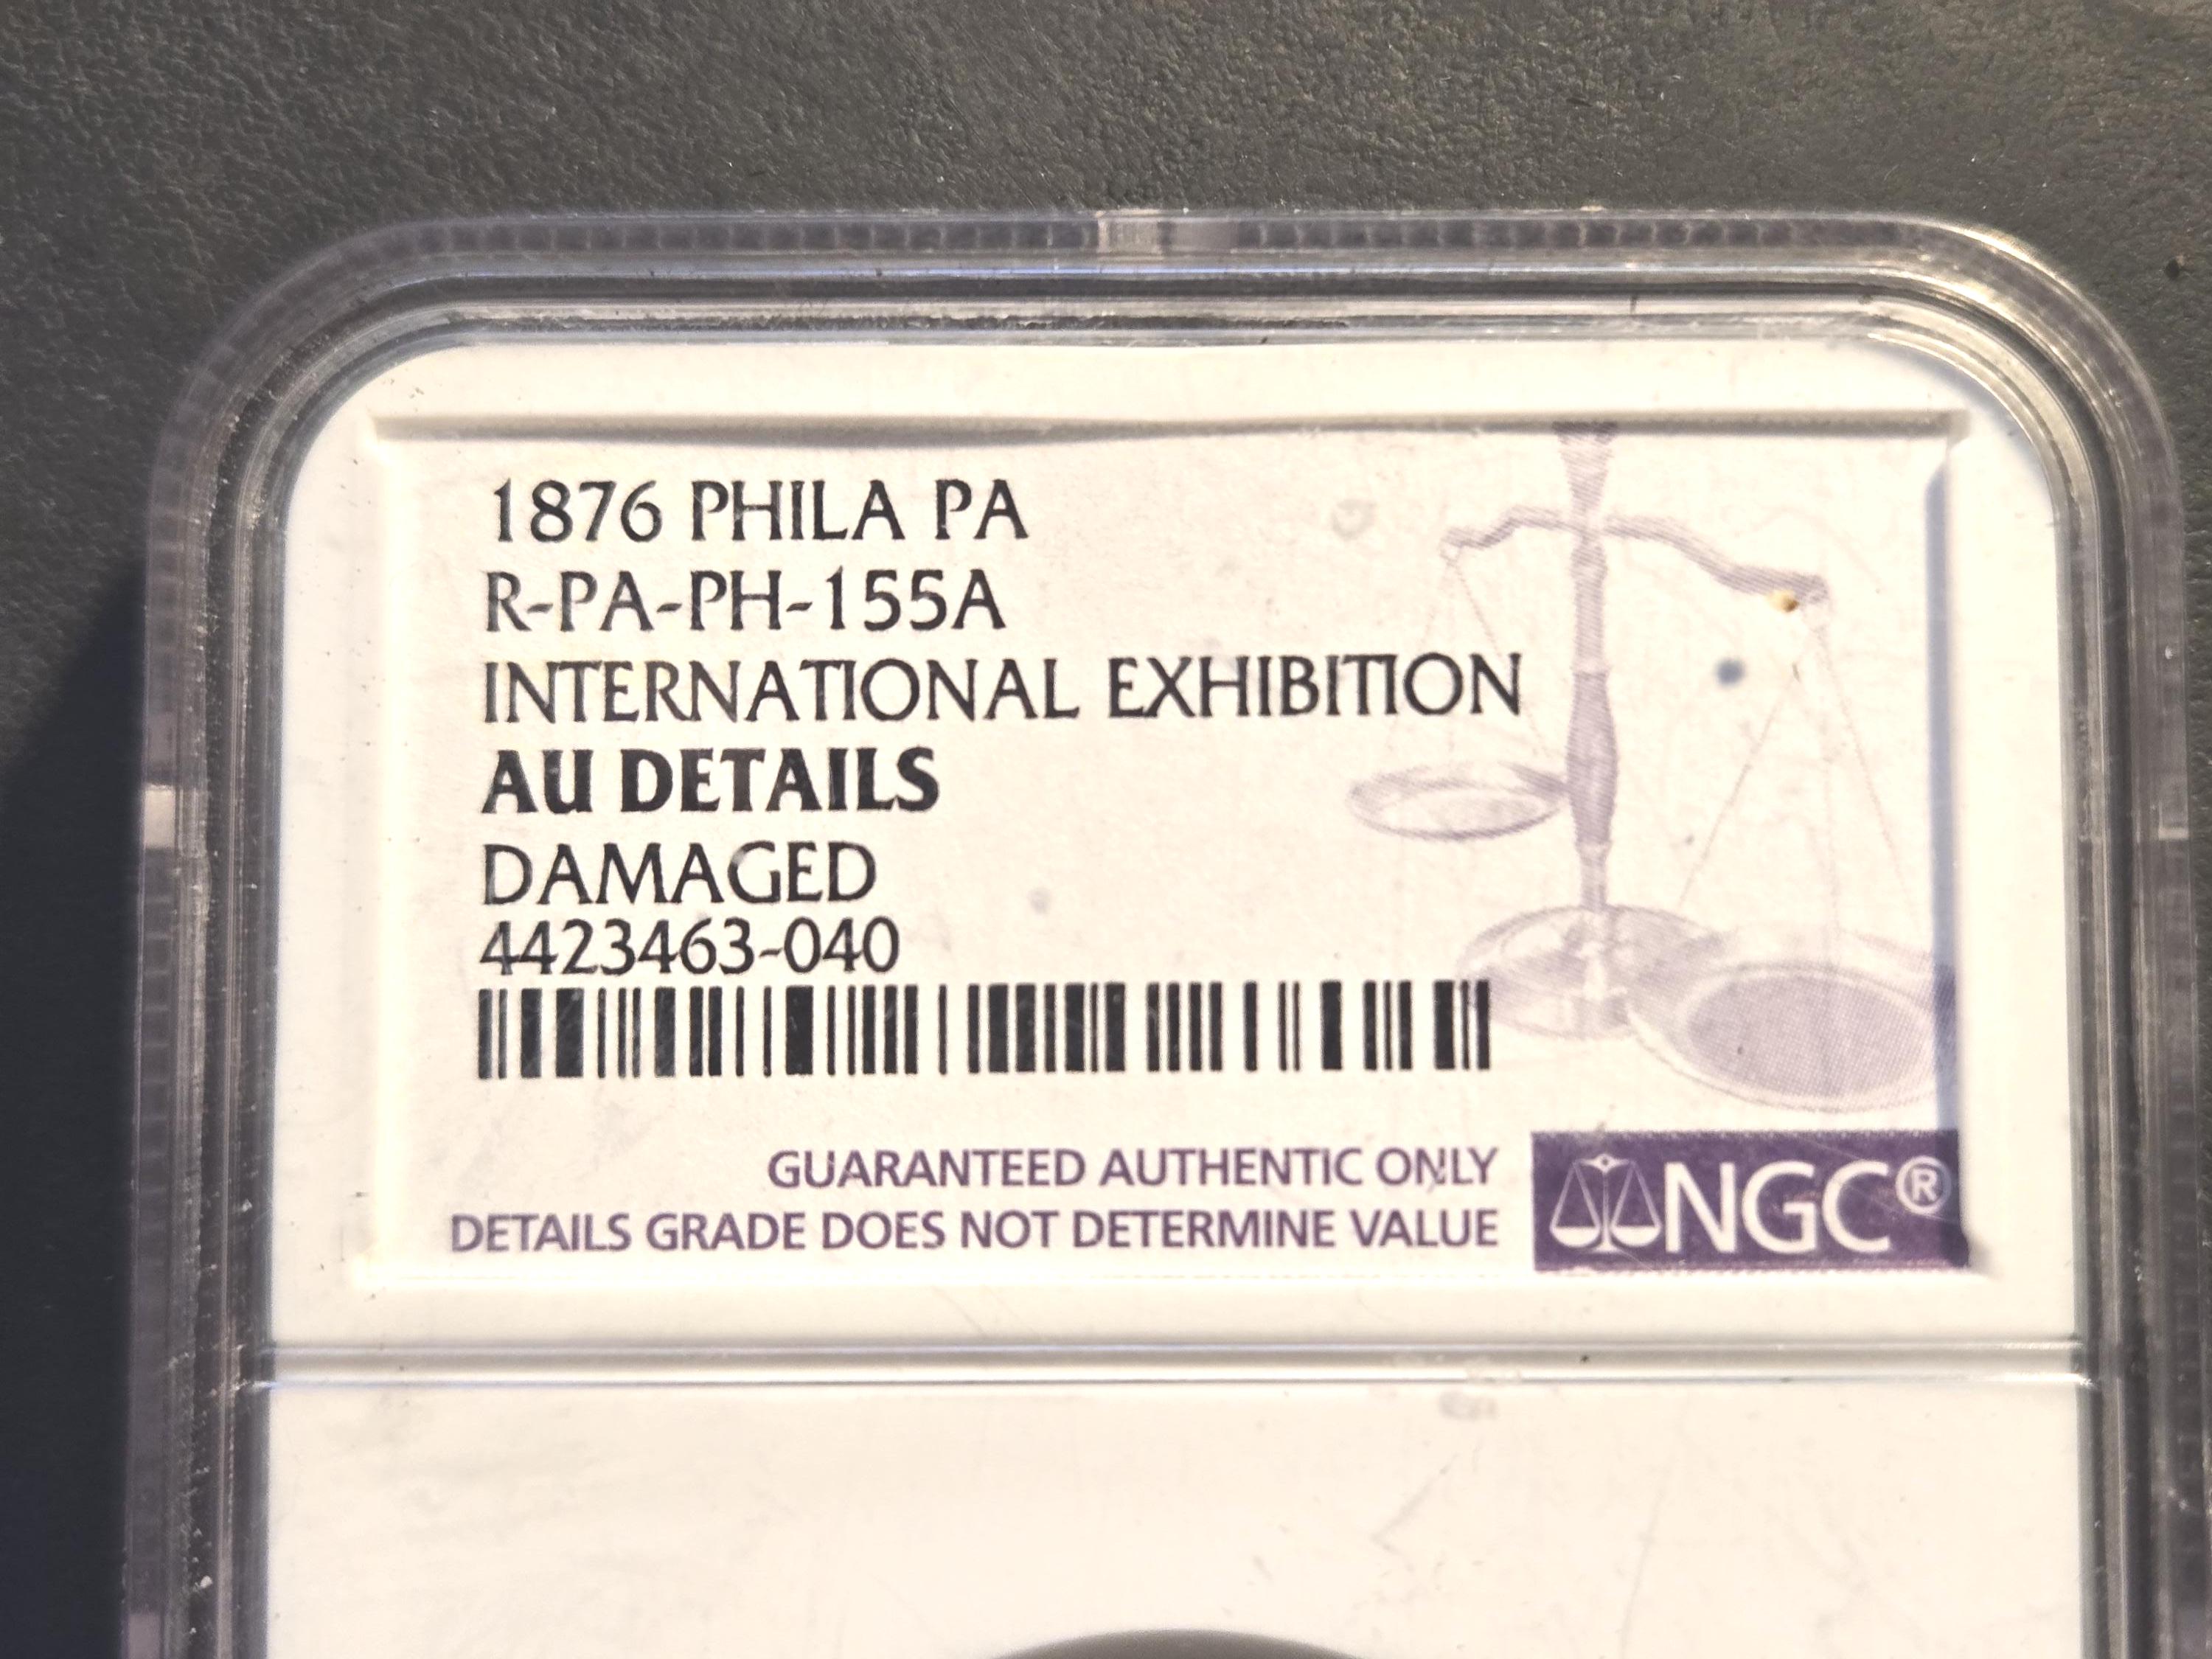 1876 PHILA PA
R-PA-PH-155A
INTERNATIONAL EXHIBITION
AU DETAILS
DAMAGED
4423463-040
GUARANTEED AUTHENTIC ONLY
DETAILS GRADE DOES NOT DETERMINE VALUE
NGC®